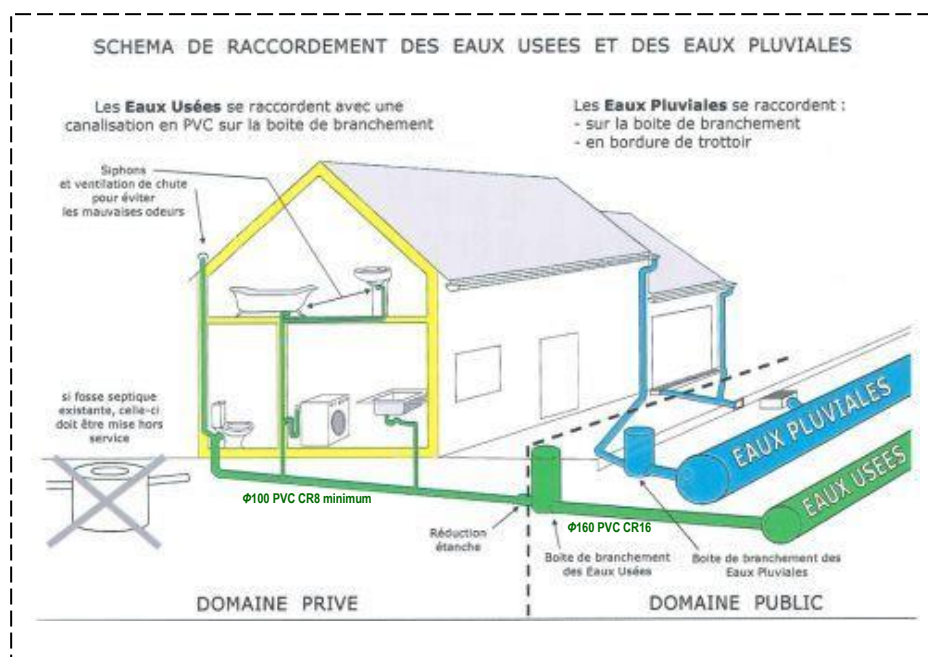 SCHEMA DE RACCORDEMENT DES EAUX USEES ET DES EAUX PLUVIALES
Les Eaux Usées se raccordent avec une
canalisation en PVC sur la boite de branchement
Les Eaux Pluviales se raccordent :
- sur la boite de branchement
- en bordure de trottoir
Siphons
et ventilation de chute
pour éviter
les mauvaises odeurs
si fosse septique
existante, celle-ci
doit être mise hors
service
EAUX PLUVIALES
EAUX USEES
Φ100 PVC CR8 minimum
Φ160 PVC CR16
Réduction
étanche
Boite de branchement
des Eaux Usées
Boite de branchement des
Eaux Pluviales
DOMAINE PRIVE
DOMAINE PUBLIC